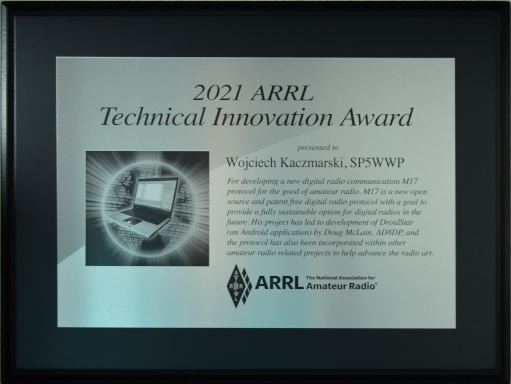 2021 ARRL
Technical Innovation Award
presented to
Wojciech Kaczmarski, SP5WWP
For developing a new digital radio communication M17
protocol for the good of amateur radio. M17 is a new open
source and patent free digital radio protocol with a goal to
provide a fully sustainable option for digital radios in the
future. His project has led to development of DroidStar
(an Android application) by Doug McLain, AD8DP, and
the protocol has also been incorporated within other
amateur radio related projects to help advance the radio art.
ARRL The National Association for
Amateur Radio®